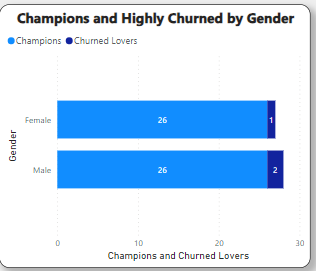 Champions and Highly Churned by Gender
Champions Churned Lovers
Gender
Female 26 1
Male 26 2
0 10 20 30
Champions and Churned Lovers